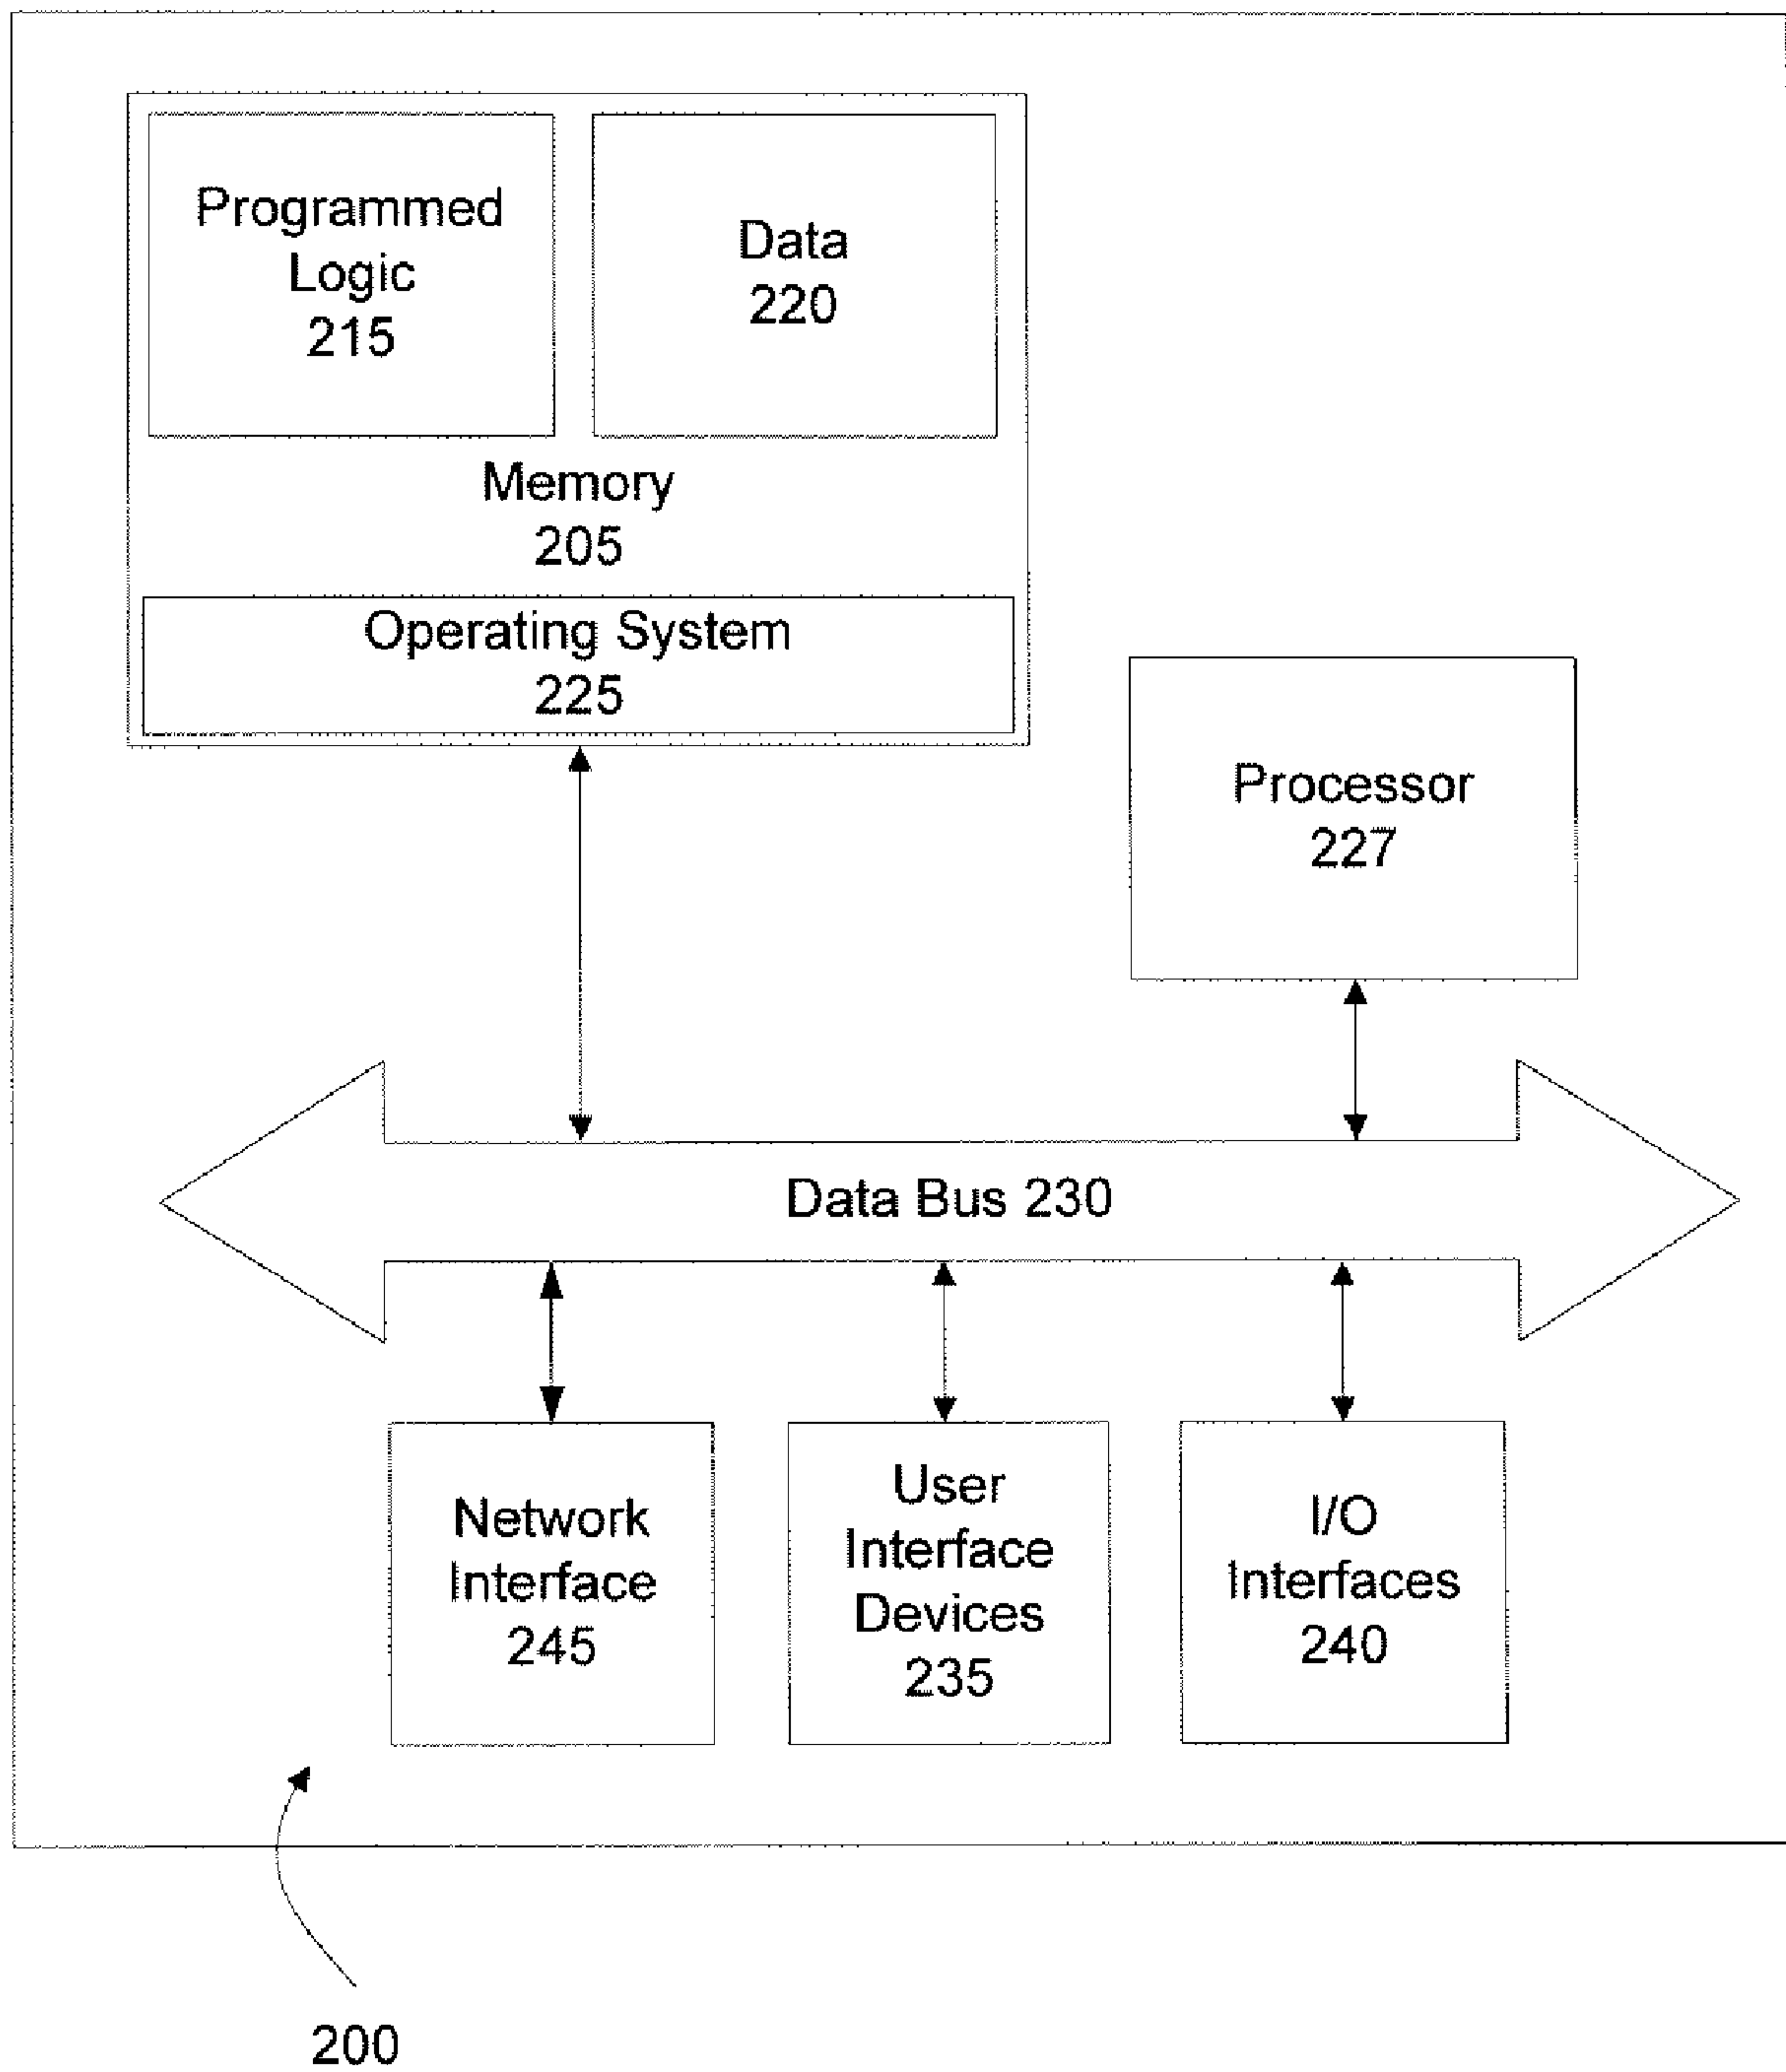 Programmed
Logic
215
Data
220
Memory
205
Operating System
225
Processor
227
Data Bus 230
Network
Interface
245
User
Interface
Devices
235
I/O
Interfaces
240
200